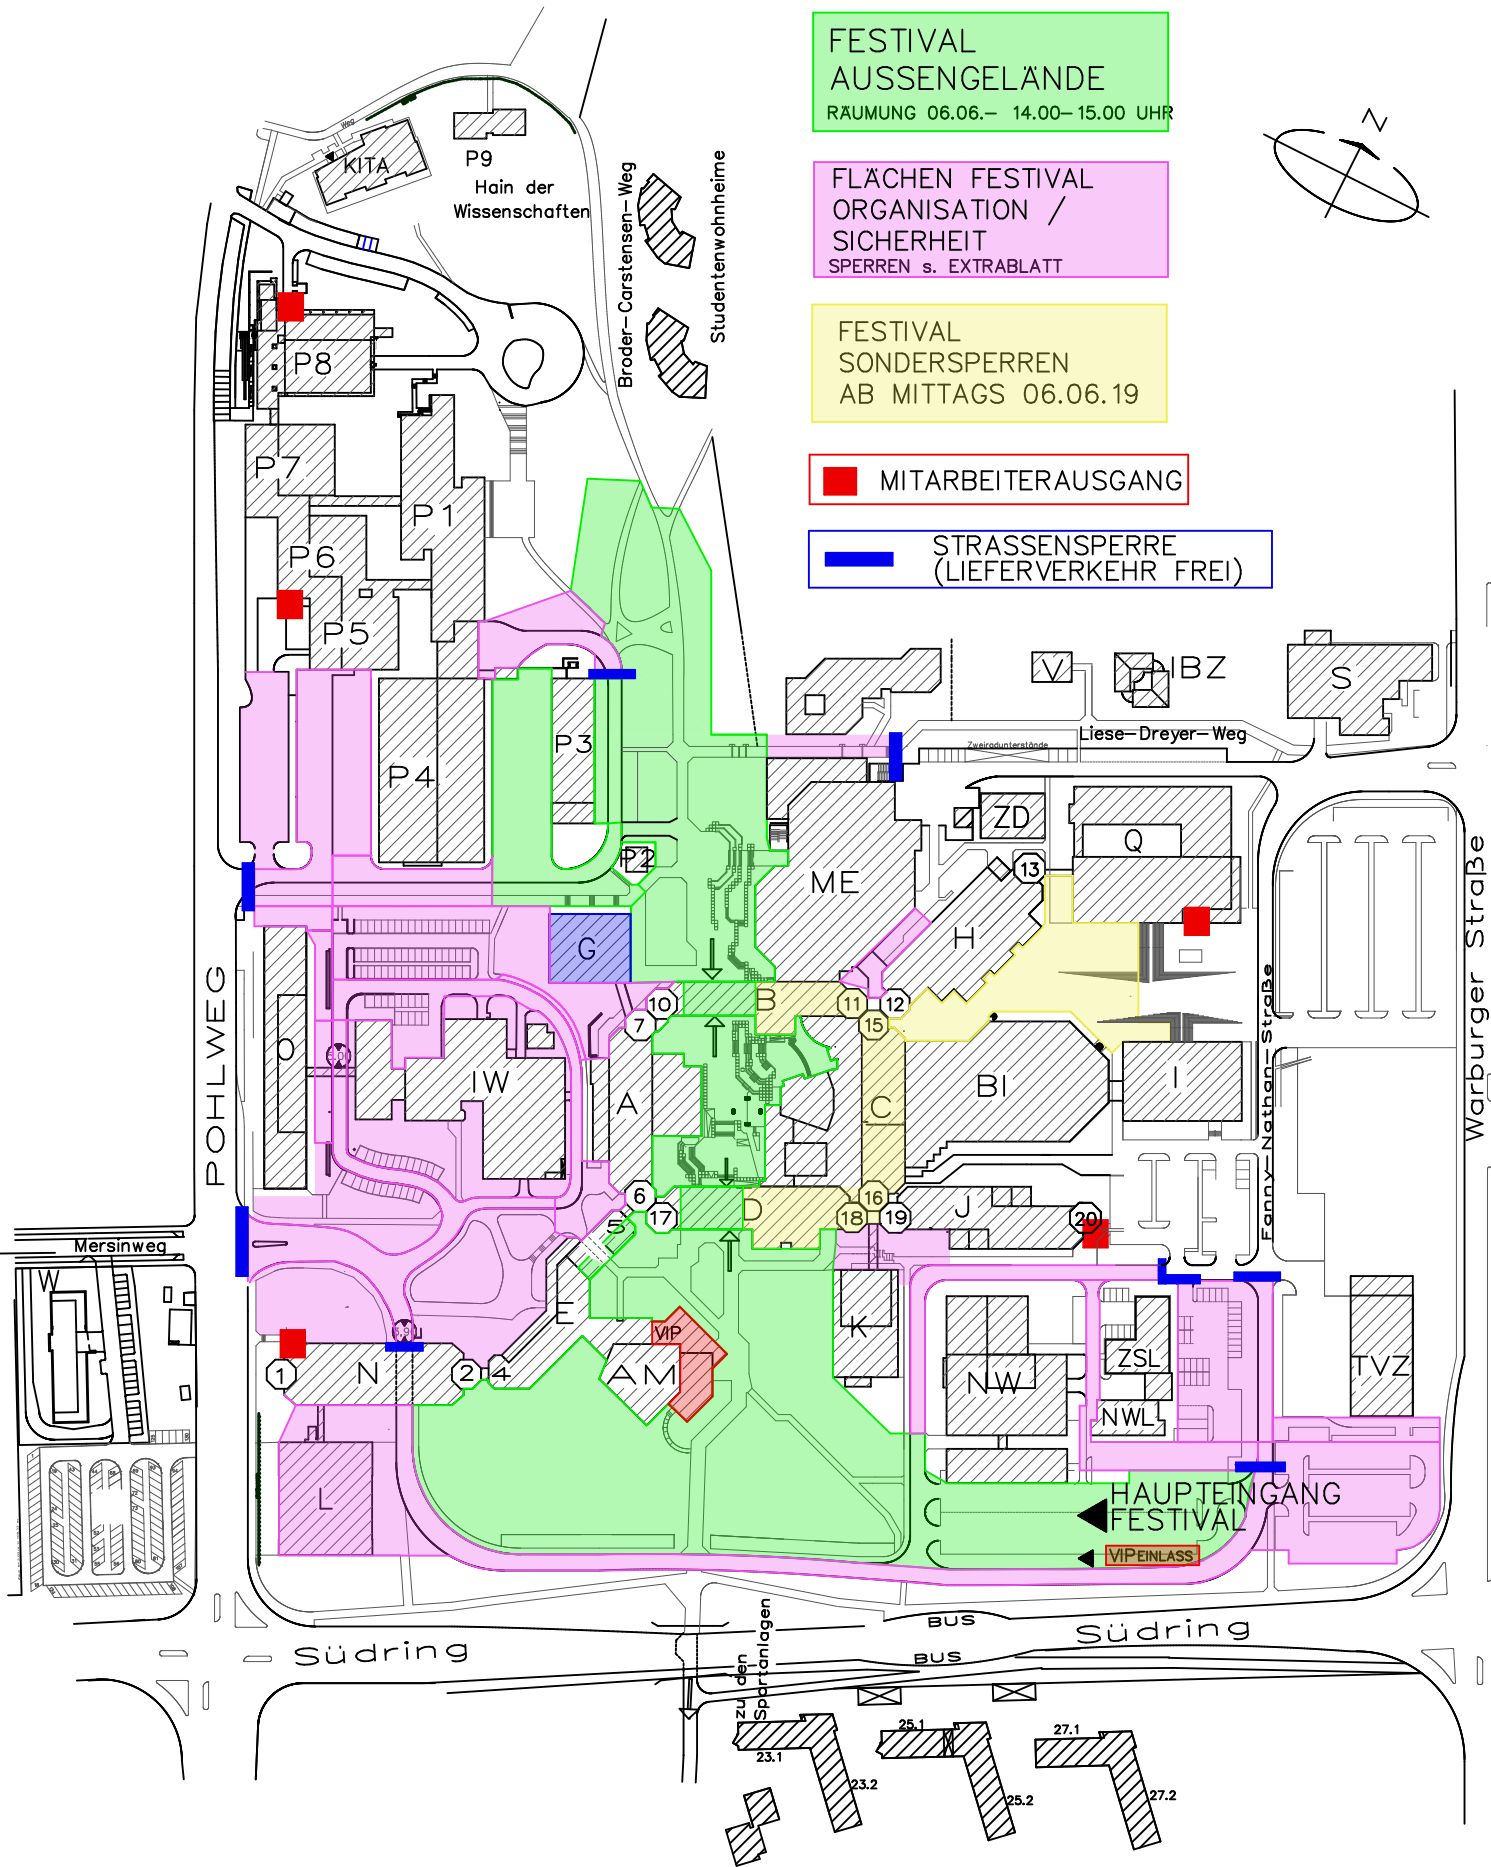 FESTIVAL
AUSSENGELÄNDE
RÄUMUNG 06.06.- 14.00-15.00 UHR
FLÄCHEN FESTIVAL
ORGANISATION /
SICHERHEIT
SPERREN s. EXTRABLATT
FESTIVAL
SONDERSPERREN
AB MITTAGS 06.06.19
MITARBEITERAUSGANG
STRASSENSPERRE
(LIEFERVERKEHR FREI)
N
Weg
KITA
P9
Hain der
Wissenschaften
Broder-Carstensen-Weg
Studentenwohnheime
P8
P7
P1
P6
P5
P4
P3
P2
V
IBZ
S
Liese-Dreyer-Weg
Zweiradunterstände
ZD
Q
ME
13
H
G
B
10
7
11
12
15
O
IW
A
C
BI
I
POHLWEG
Fanny-Nathan-Straße
Warburger Straße
6
17
5
D
16
18
19
J
20
Mersinweg
W
E
VIP
AM
K
N
1
2
4
NW
ZSL
NWL
TVZ
L
HAUPTEINGANG
FESTIVAL
VIPEINLASS
Südring
BUS
BUS
Südring
zu den
Sportanlagen
23.1
23.2
25.1
25.2
27.1
27.2